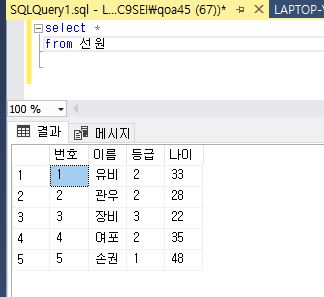 SQLQuery1.sql - L...C9SEI\qoa45 (67))*
LAPTOP-
select *
from 선원
100 %
결과 메시지
번호 이름 등급 나이
1 1 유비 2 33
2 2 관우 2 28
3 3 장비 3 22
4 4 여포 2 35
5 5 손권 1 48